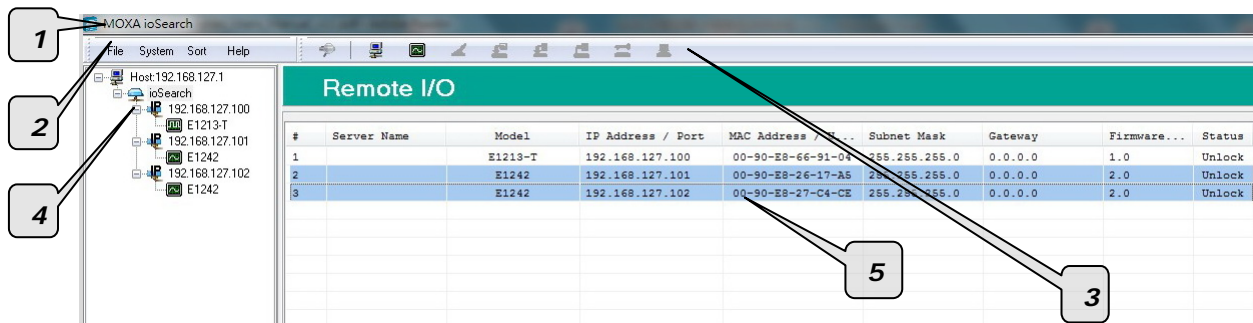 MOXA ioSearch
1
File System Sort Help
2
Host:192.168.127.1
ioSearch
192.168.127.100
E1213-T
192.168.127.101
E1242
192.168.127.102
E1242
4
Remote I/O
# Server Name Model IP Address / Port MAC Address / ... Subnet Mask Gateway Firmware... Status
1 E1213-T 192.168.127.100 00-90-E8-66-91-04 255.255.255.0 0.0.0.0 1.0 Unlock
2 E1242 192.168.127.101 00-90-E8-26-17-A5 255.255.255.0 0.0.0.0 2.0 Unlock
3 E1242 192.168.127.102 00-90-E8-27-C4-CE 255.255.255.0 0.0.0.0 2.0 Unlock
5
3